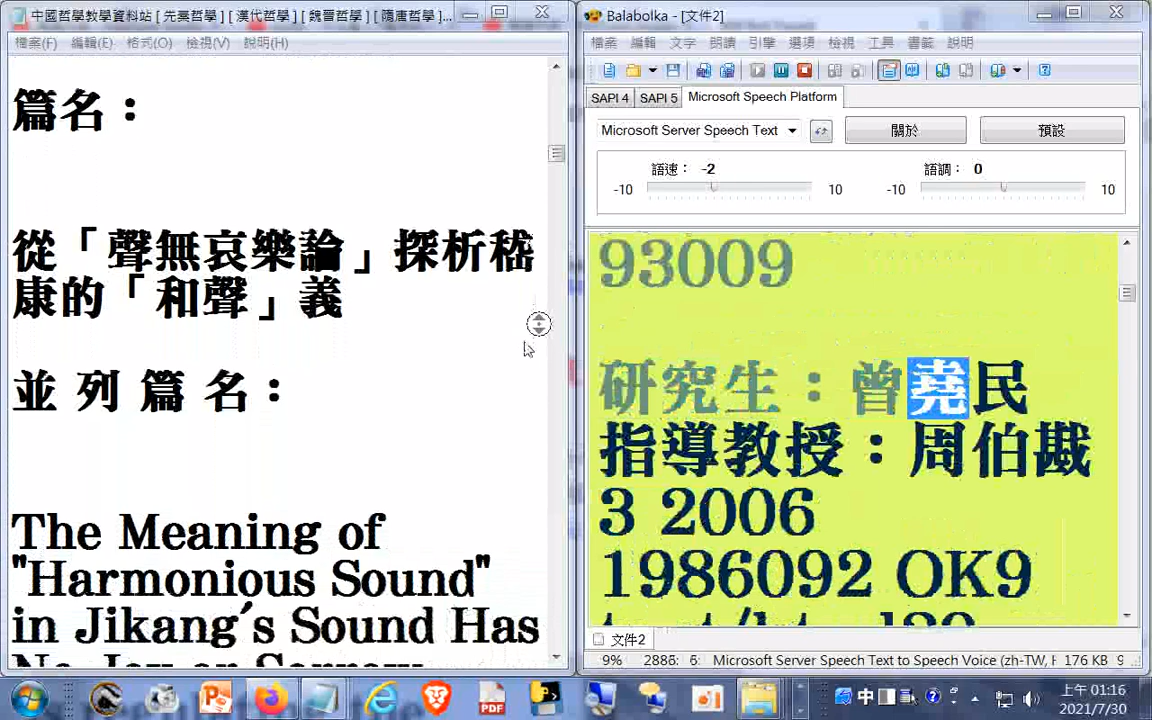 中國哲學教學資料站 [ 先秦哲學 ] [ 漢代哲學 ] [ 魏晉哲學 ] [ 隋唐哲學 ]...
檔案(F) 編輯(E) 格式(O) 檢視(V) 說明(H)
篇名：
從「聲無哀樂論」探析嵇
康的「和聲」義
並 列 篇 名：
The Meaning of
"Harmonious Sound"
in Jikang's Sound Has
No Joy or Sorrow
Balabolka - [文件2]
檔案 編輯 文字 朗讀 引擎 選項 檢視 工具 書籤 說明
SAPI 4 SAPI 5 Microsoft Speech Platform
Microsoft Server Speech Text 關於 預設
語速： -2 語調： 0
-10 10 -10 10
93009
研究生：曾堯民
指導教授：周伯戡
3 2006
1986092 OK9
文件2
9% 2885: 6: Microsoft Server Speech Text to Speech Voice (zh-TW, H 176 KB 9
中 上午 01:16
2021/7/30